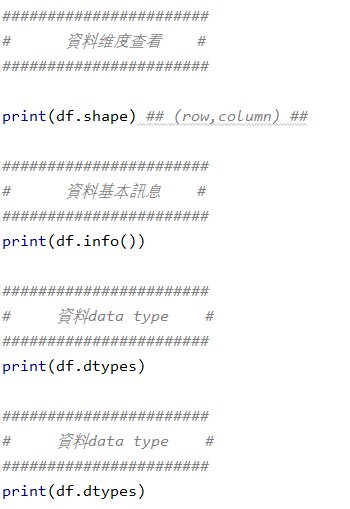 #######################
#      資料维度查看    #
#######################
print(df.shape) ## (row,column) ##
#######################
#      資料基本訊息    #
#######################
print(df.info())
#######################
#     資料data type    #
#######################
print(df.dtypes)
#######################
#     資料data type    #
#######################
print(df.dtypes)